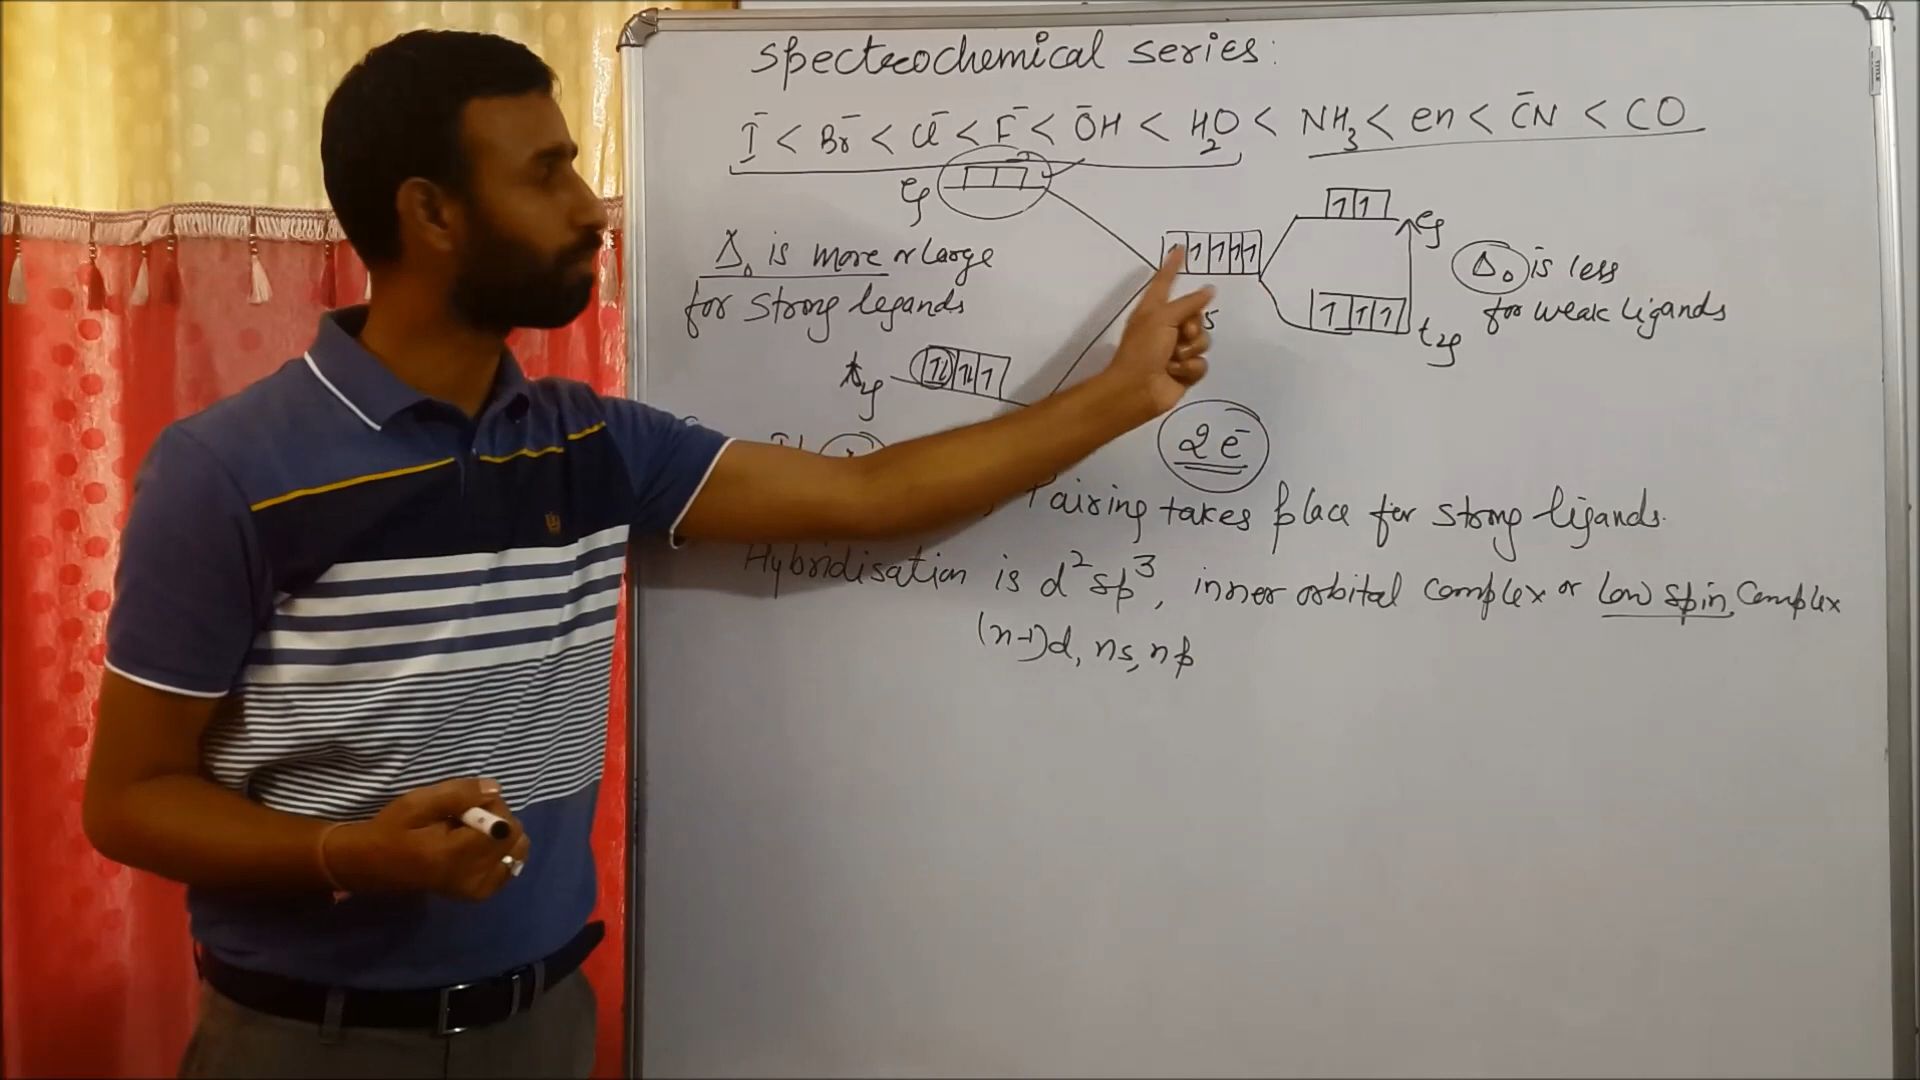 Spectrochemical series:
I⁻ < Br⁻ < Cl⁻ < F⁻ < O⁻H < H₂O < NH₃ < en < C⁻N < CO
eg
eg
Δ₀ is more or large
for strong ligands
Δ₀ is less
for weak ligands
t₂g
t₂g
5
2e⁻
Pairing takes place for strong ligands.
Hybridisation is d²sp³, inner orbital complex or low spin complex
(n-1)d, ns, np